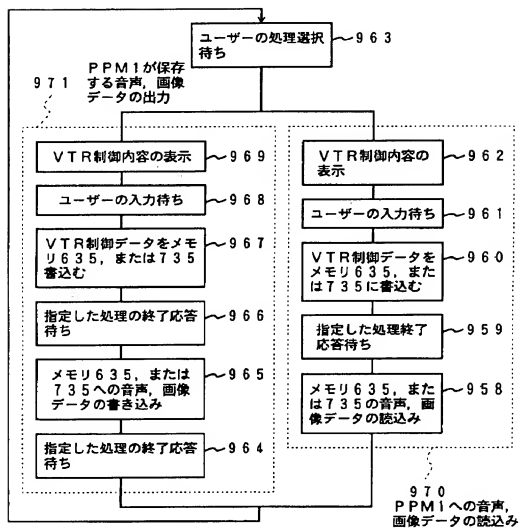 ユーザーの処理選択
待ち
963
971
PPM1が保存
する音声,画像
データの出力
VTR制御内容の表示
969
ユーザーの入力待ち
968
VTR制御データをメモ
リ635,または735
書込む
967
指定した処理の終了応答
待ち
966
メモリ635,または
735への音声,画像
データの書き込み
965
指定した処理の終了応答
待ち
964
VTR制御内容の
表示
962
ユーザーの入力待ち
961
VTR制御データを
メモリ635,また
は735に書込む
960
指定した処理終了
応答待ち
959
メモリ635,また
は735の音声,画
像データの読込み
958
970
PPM1への音声,
画像データの読込み